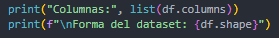 print("Columnas:", list(df.columns))
print(f"\nForma del dataset: {df.shape}")